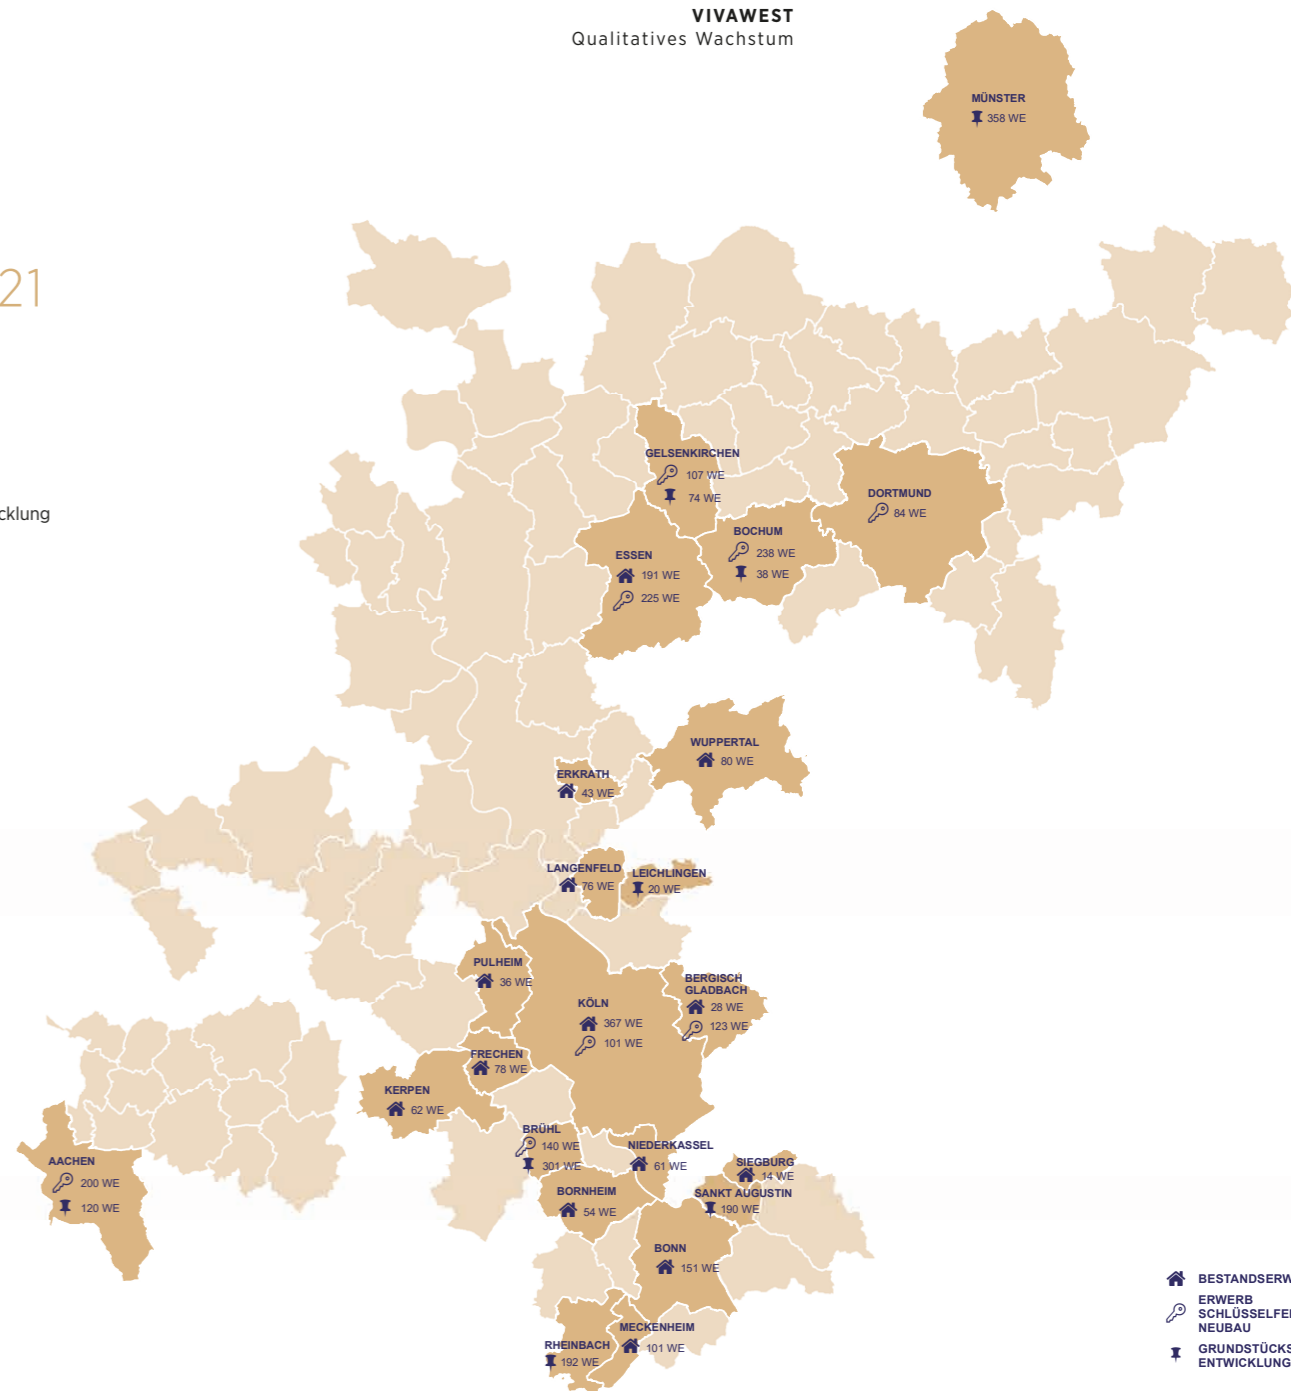 VIVAWEST
Qualitatives Wachstum
MÜNSTER
358 WE
21
cklung
GELSENKIRCHEN
107 WE
74 WE
DORTMUND
84 WE
BOCHUM
238 WE
38 WE
ESSEN
191 WE
225 WE
WUPPERTAL
80 WE
ERKRATH
43 WE
LANGENFELD
76 WE
LEICHLINGEN
20 WE
PULHEIM
36 WE
BERGISCH
GLADBACH
28 WE
123 WE
KÖLN
367 WE
101 WE
FRECHEN
78 WE
KERPEN
62 WE
BRÜHL
140 WE
301 WE
NIEDERKASSEL
61 WE
SIEGBURG
14 WE
SANKT AUGUSTIN
190 WE
AACHEN
200 WE
120 WE
BORNHEIM
54 WE
BONN
151 WE
MECKENHEIM
101 WE
RHEINBACH
192 WE
BESTANDSERW
ERWERB
SCHLÜSSELFE
NEUBAU
GRUNDSTÜCKS
ENTWICKLUNG